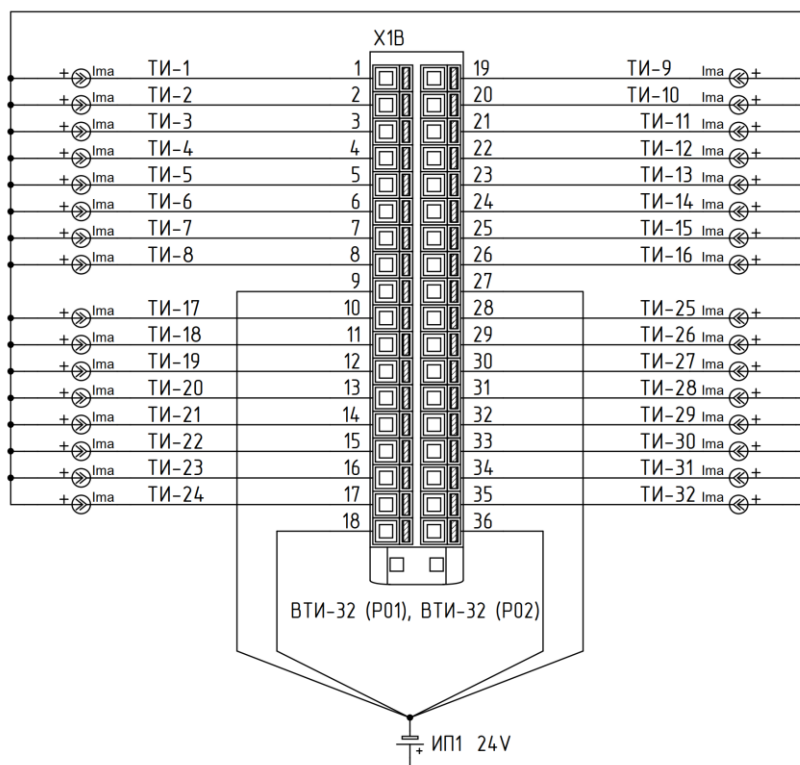 X1B
+ Ima ТИ-1 1 19 ТИ-9 Ima +
+ Ima ТИ-2 2 20 ТИ-10 Ima +
+ Ima ТИ-3 3 21 ТИ-11 Ima +
+ Ima ТИ-4 4 22 ТИ-12 Ima +
+ Ima ТИ-5 5 23 ТИ-13 Ima +
+ Ima ТИ-6 6 24 ТИ-14 Ima +
+ Ima ТИ-7 7 25 ТИ-15 Ima +
+ Ima ТИ-8 8 26 ТИ-16 Ima +
9 27
+ Ima ТИ-17 10 28 ТИ-25 Ima +
+ Ima ТИ-18 11 29 ТИ-26 Ima +
+ Ima ТИ-19 12 30 ТИ-27 Ima +
+ Ima ТИ-20 13 31 ТИ-28 Ima +
+ Ima ТИ-21 14 32 ТИ-29 Ima +
+ Ima ТИ-22 15 33 ТИ-30 Ima +
+ Ima ТИ-23 16 34 ТИ-31 Ima +
+ Ima ТИ-24 17 35 ТИ-32 Ima +
18 36
ВТИ-32 (P01), ВТИ-32 (P02)
+ ИП1 24V